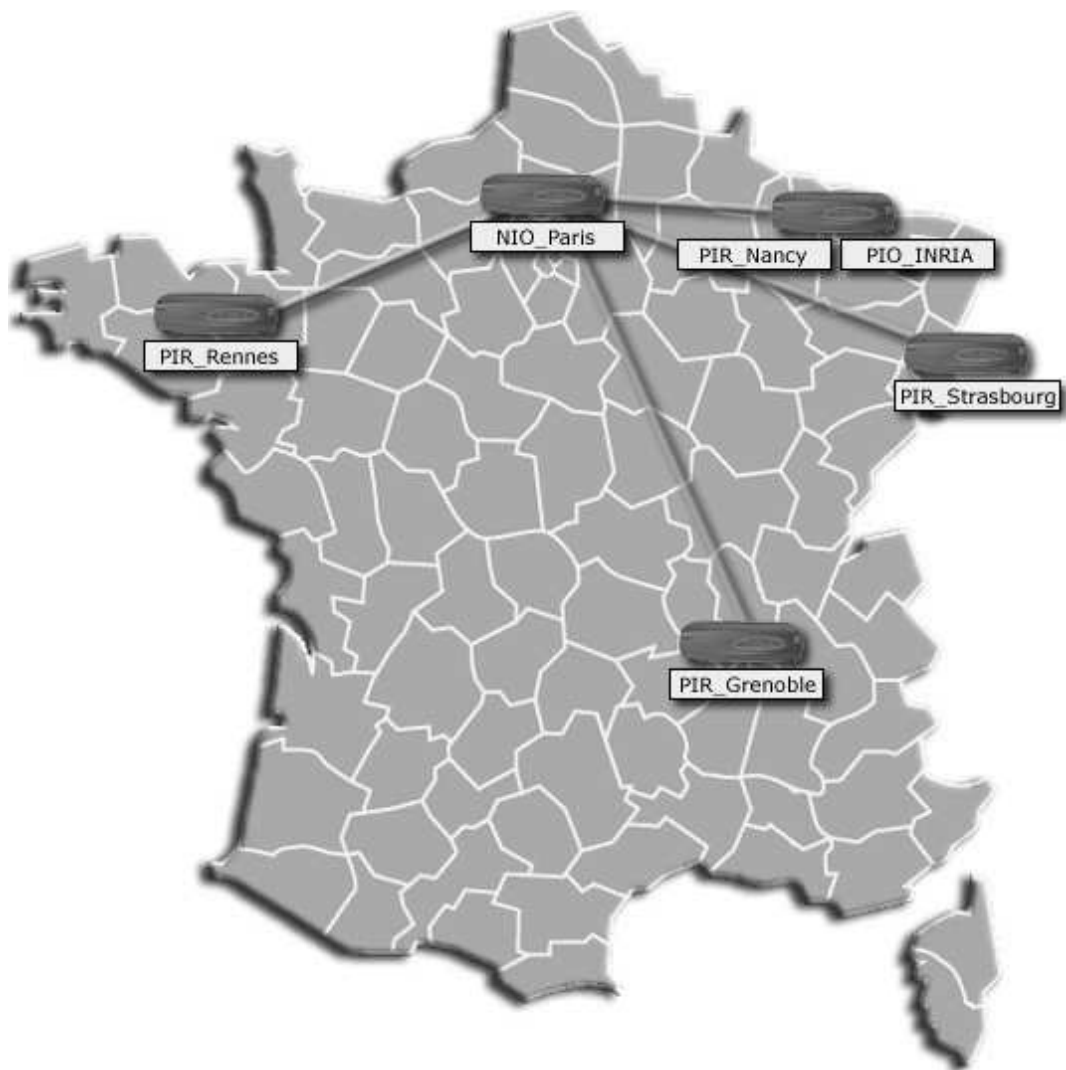 NIO_Paris
PIR_Nancy
PIO_INRIA
PIR_Rennes
PIR_Strasbourg
PIR_Grenoble